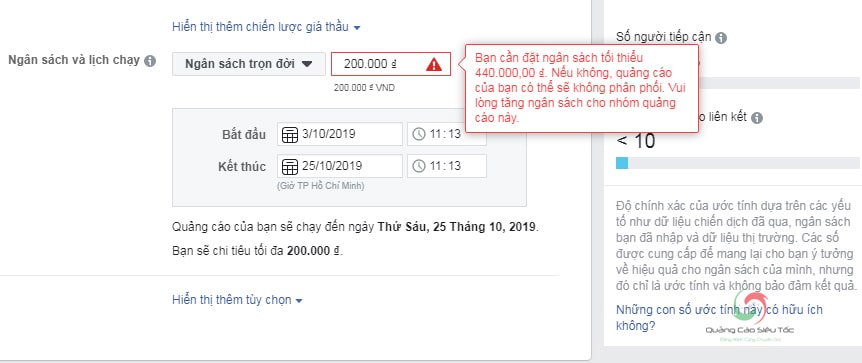 Hiển thị thêm chiến lược giá thầu
Ngân sách và lịch chạy
Ngân sách trọn đời
200.000 ₫
200.000 ₫ VND
Bạn cần đặt ngân sách tối thiểu
440.000,00 ₫. Nếu không, quảng cáo
của bạn có thể sẽ không phân phối. Vui
lòng tăng ngân sách cho nhóm quảng
cáo này.
Bắt đầu
3/10/2019
11:13
Kết thúc
25/10/2019
11:13
(Giờ TP Hồ Chí Minh)
Quảng cáo của bạn sẽ chạy đến ngày Thứ Sáu, 25 Tháng 10, 2019.
Bạn sẽ chi tiêu tối đa 200.000 ₫.
Hiển thị thêm tùy chọn
Số người tiếp cận
o liên kết
< 10
Độ chính xác của ước tính dựa trên các yếu
tố như dữ liệu chiến dịch đã qua, ngân sách
bạn đã nhập và dữ liệu thị trường. Các số
được cung cấp để mang lại cho bạn ý tưởng
về hiệu quả cho ngân sách của mình, nhưng
đó chỉ là ước tính và không bảo đảm kết quả.
Những con số ước tính này có hữu ích
không?
Quảng Cáo Siêu Tốc